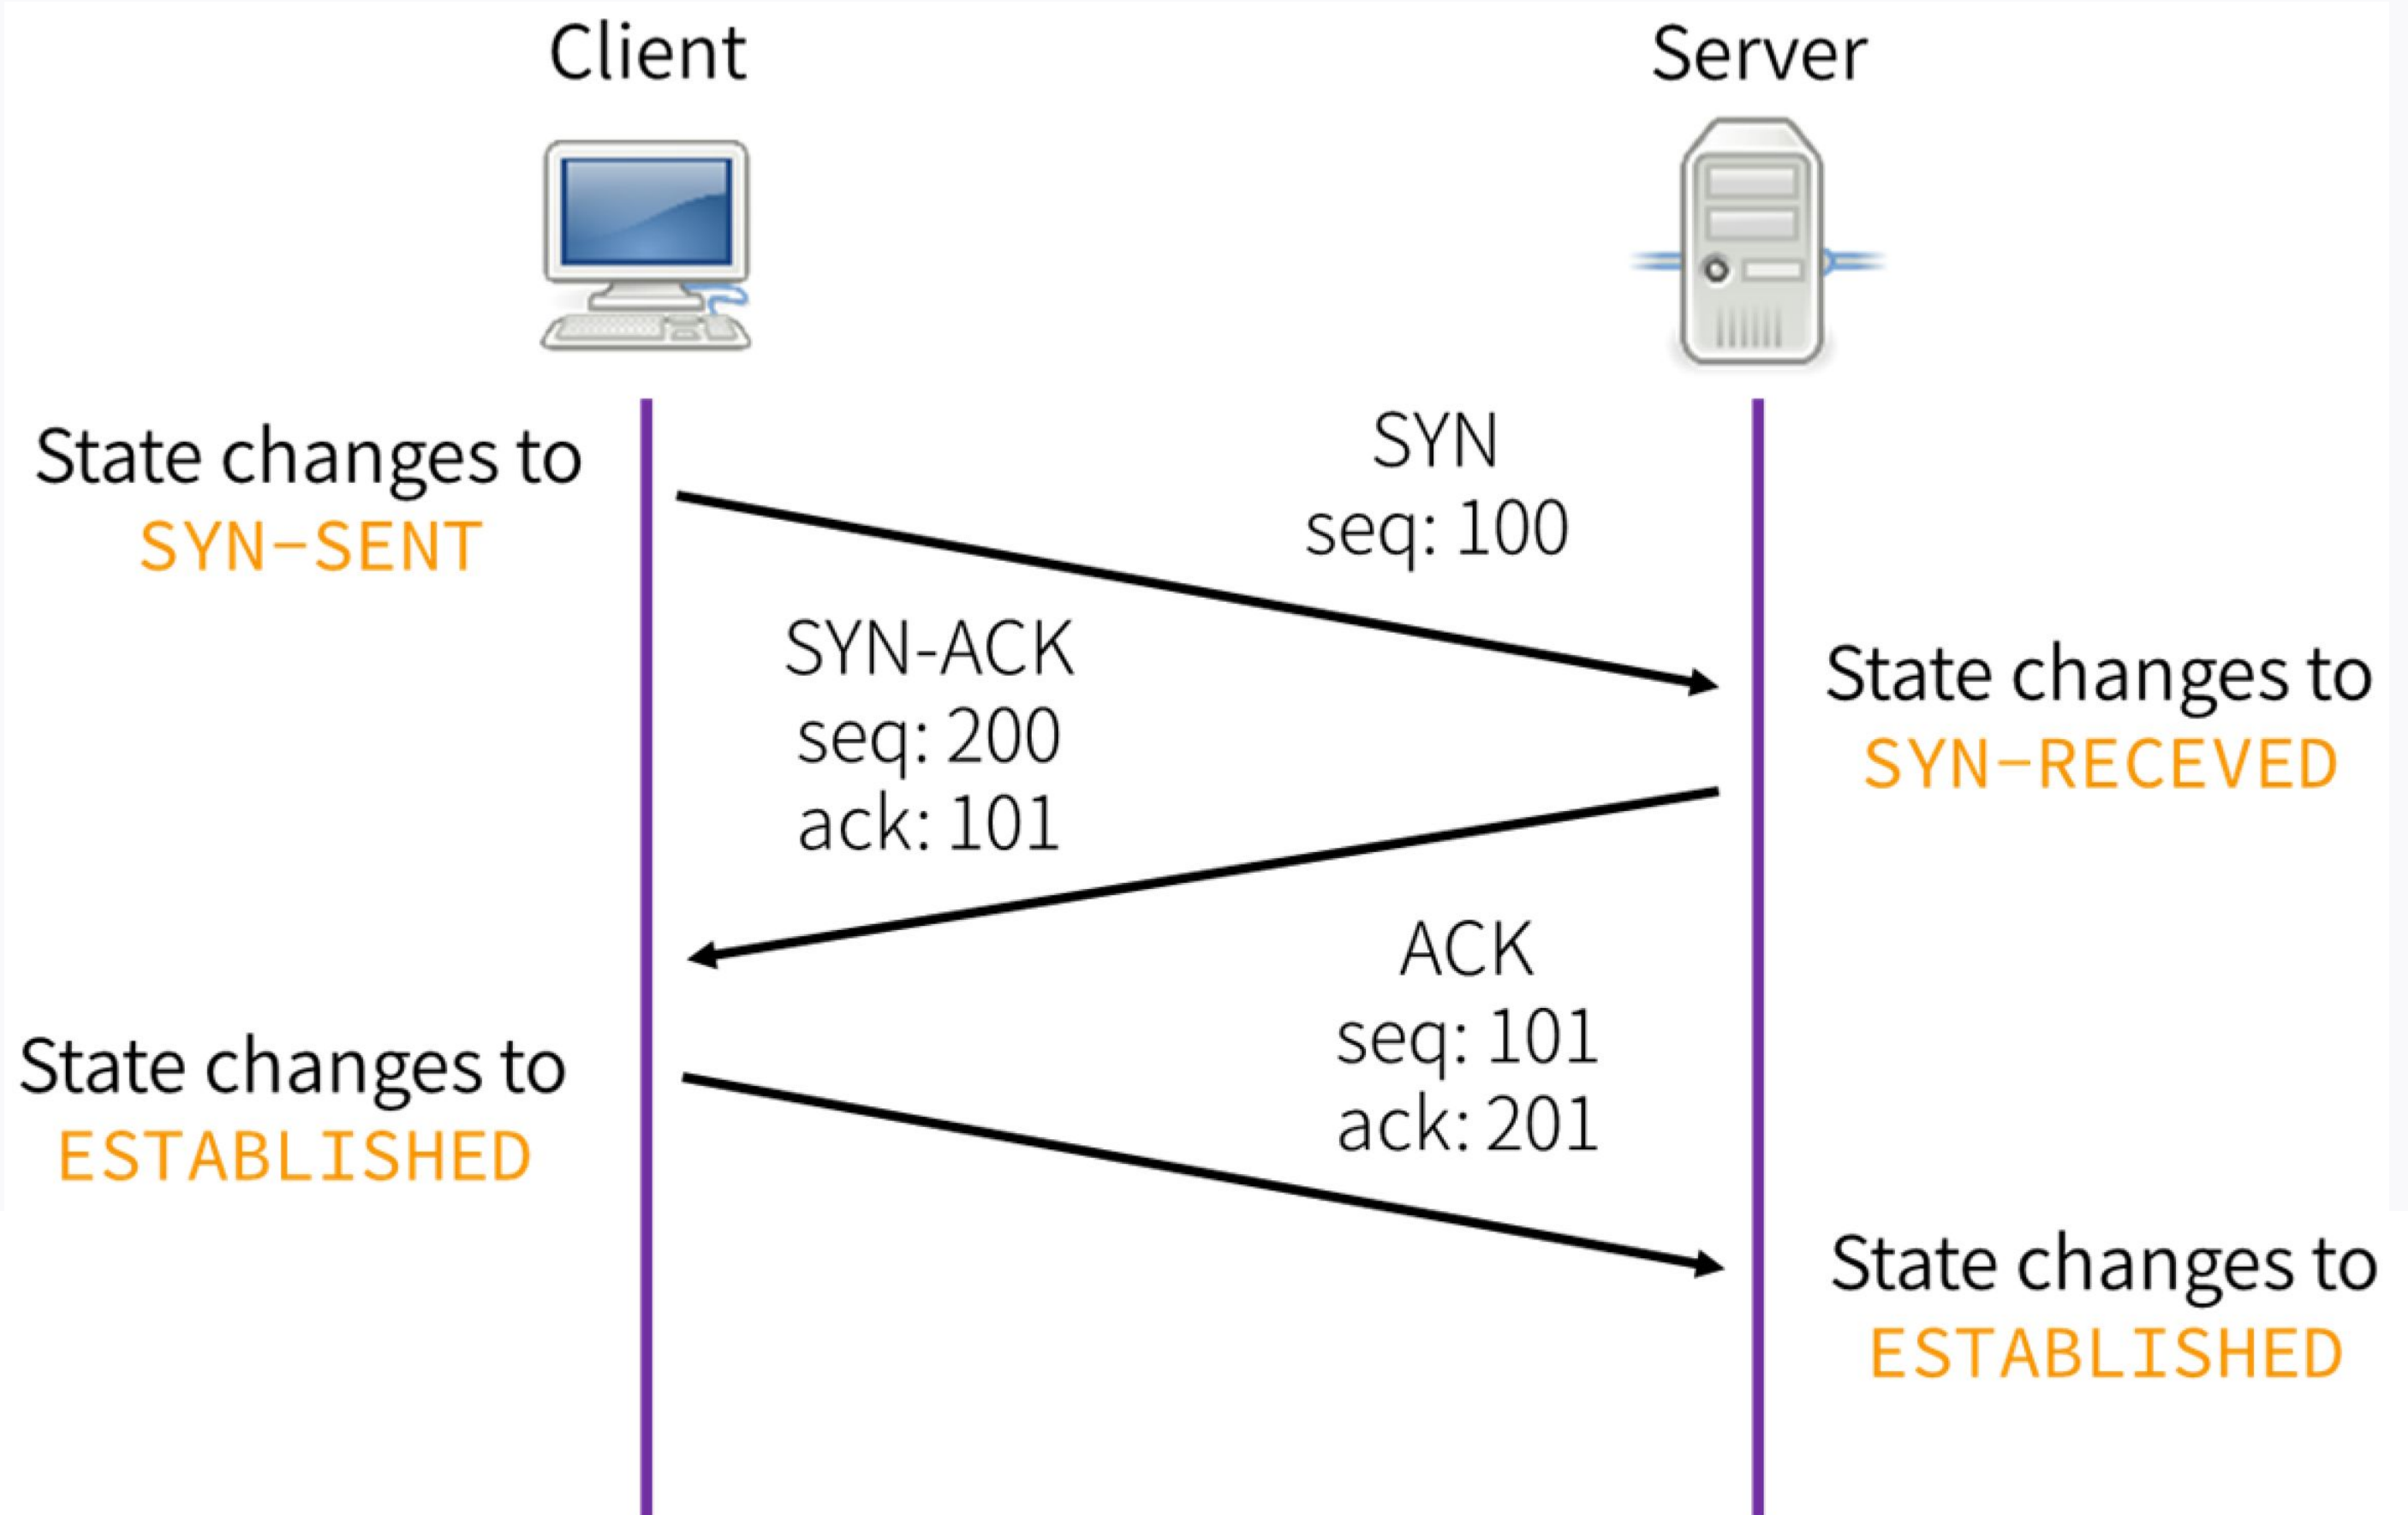 Client
Server
State changes to
SYN-SENT
SYN
seq: 100
SYN-ACK
seq: 200
ack: 101
State changes to
SYN-RECEVED
ACK
seq: 101
ack: 201
State changes to
ESTABLISHED
State changes to
ESTABLISHED